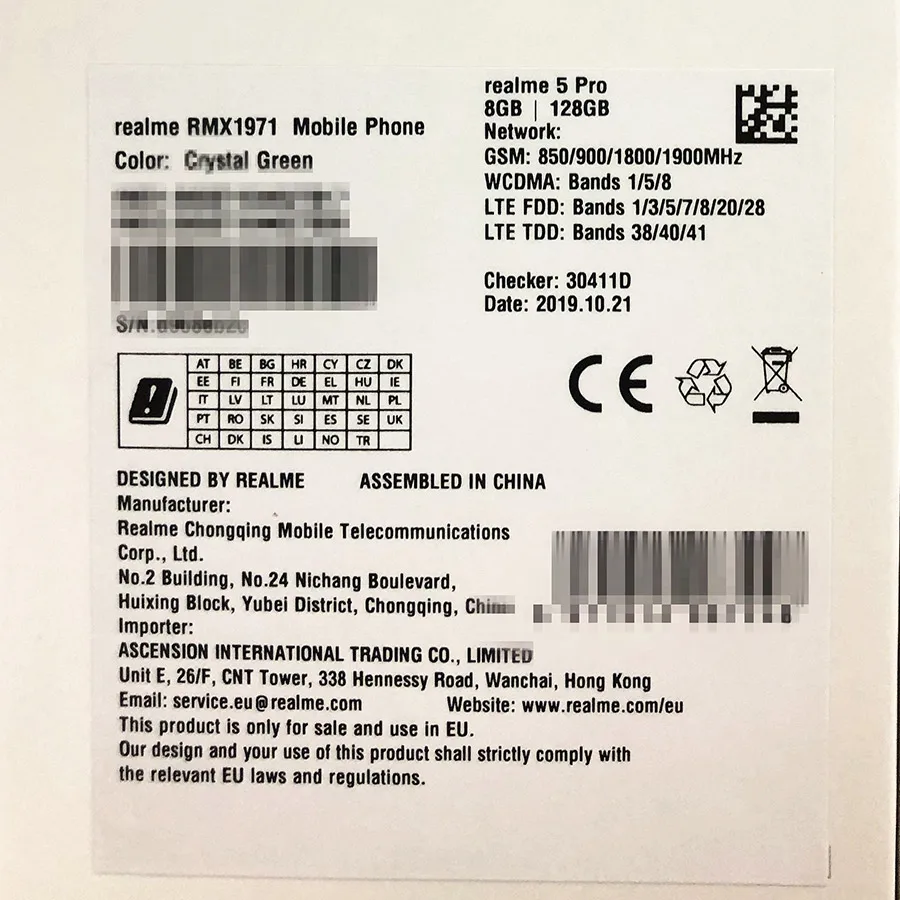 realme RMX1971 Mobile Phone
Color: Crystal Green
S/N:
realme 5 Pro
8GB | 128GB
Network:
GSM: 850/900/1800/1900MHz
WCDMA: Bands 1/5/8
LTE FDD: Bands 1/3/5/7/8/20/28
LTE TDD: Bands 38/40/41
Checker: 30411D
Date: 2019.10.21
AT BE BG HR CY CZ DK
EE FI FR DE EL HU IE
IT LV LT LU MT NL PL
PT RO SK SI ES SE UK
CH DK IS LI NO TR
CE
DESIGNED BY REALME ASSEMBLED IN CHINA
Manufacturer:
Realme Chongqing Mobile Telecommunications
Corp., Ltd.
No.2 Building, No.24 Nichang Boulevard,
Huixing Block, Yubei District, Chongqing, China
Importer:
ASCENSION INTERNATIONAL TRADING CO., LIMITED
Unit E, 26/F, CNT Tower, 338 Hennessy Road, Wanchai, Hong Kong
Email: service.eu@realme.com Website: www.realme.com/eu
This product is only for sale and use in EU.
Our design and your use of this product shall strictly comply with
the relevant EU laws and regulations.